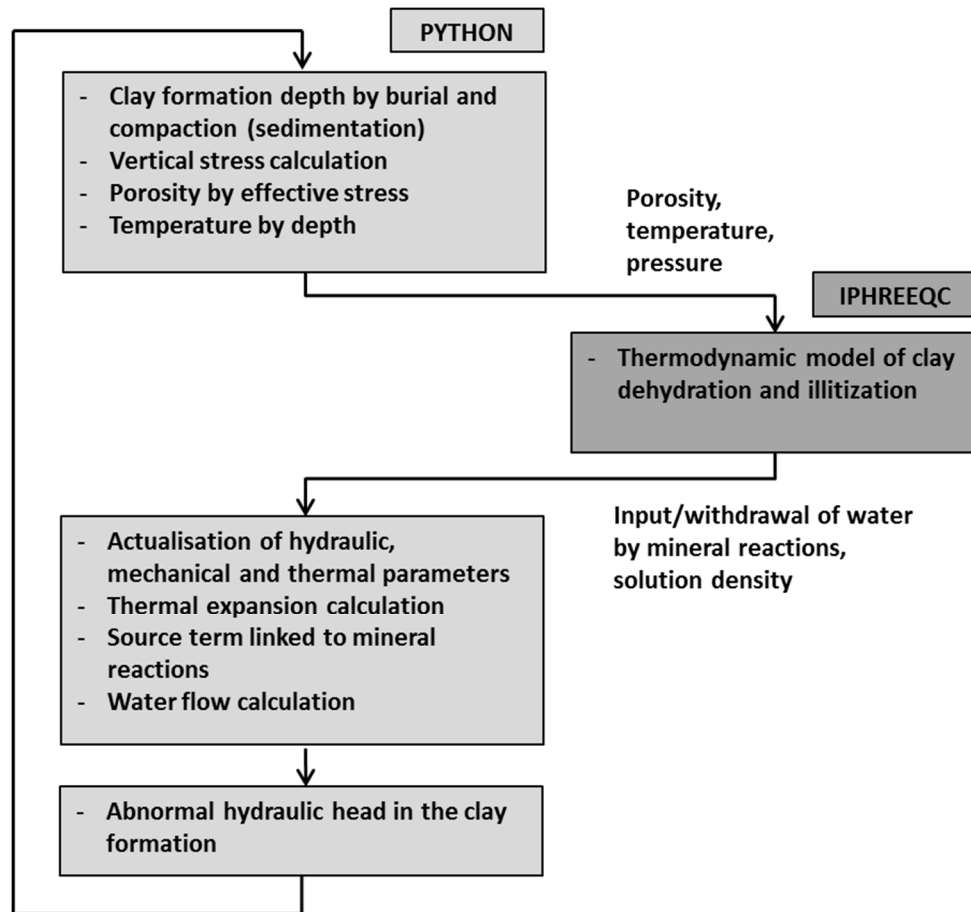 PYTHON
- Clay formation depth by burial and
compaction (sedimentation)
- Vertical stress calculation
- Porosity by effective stress
- Temperature by depth
Porosity,
temperature,
pressure
IPHREEQC
- Thermodynamic model of clay
dehydration and illitization
Input/withdrawal of water
by mineral reactions,
solution density
- Actualisation of hydraulic,
mechanical and thermal parameters
- Thermal expansion calculation
- Source term linked to mineral
reactions
- Water flow calculation
- Abnormal hydraulic head in the clay
formation